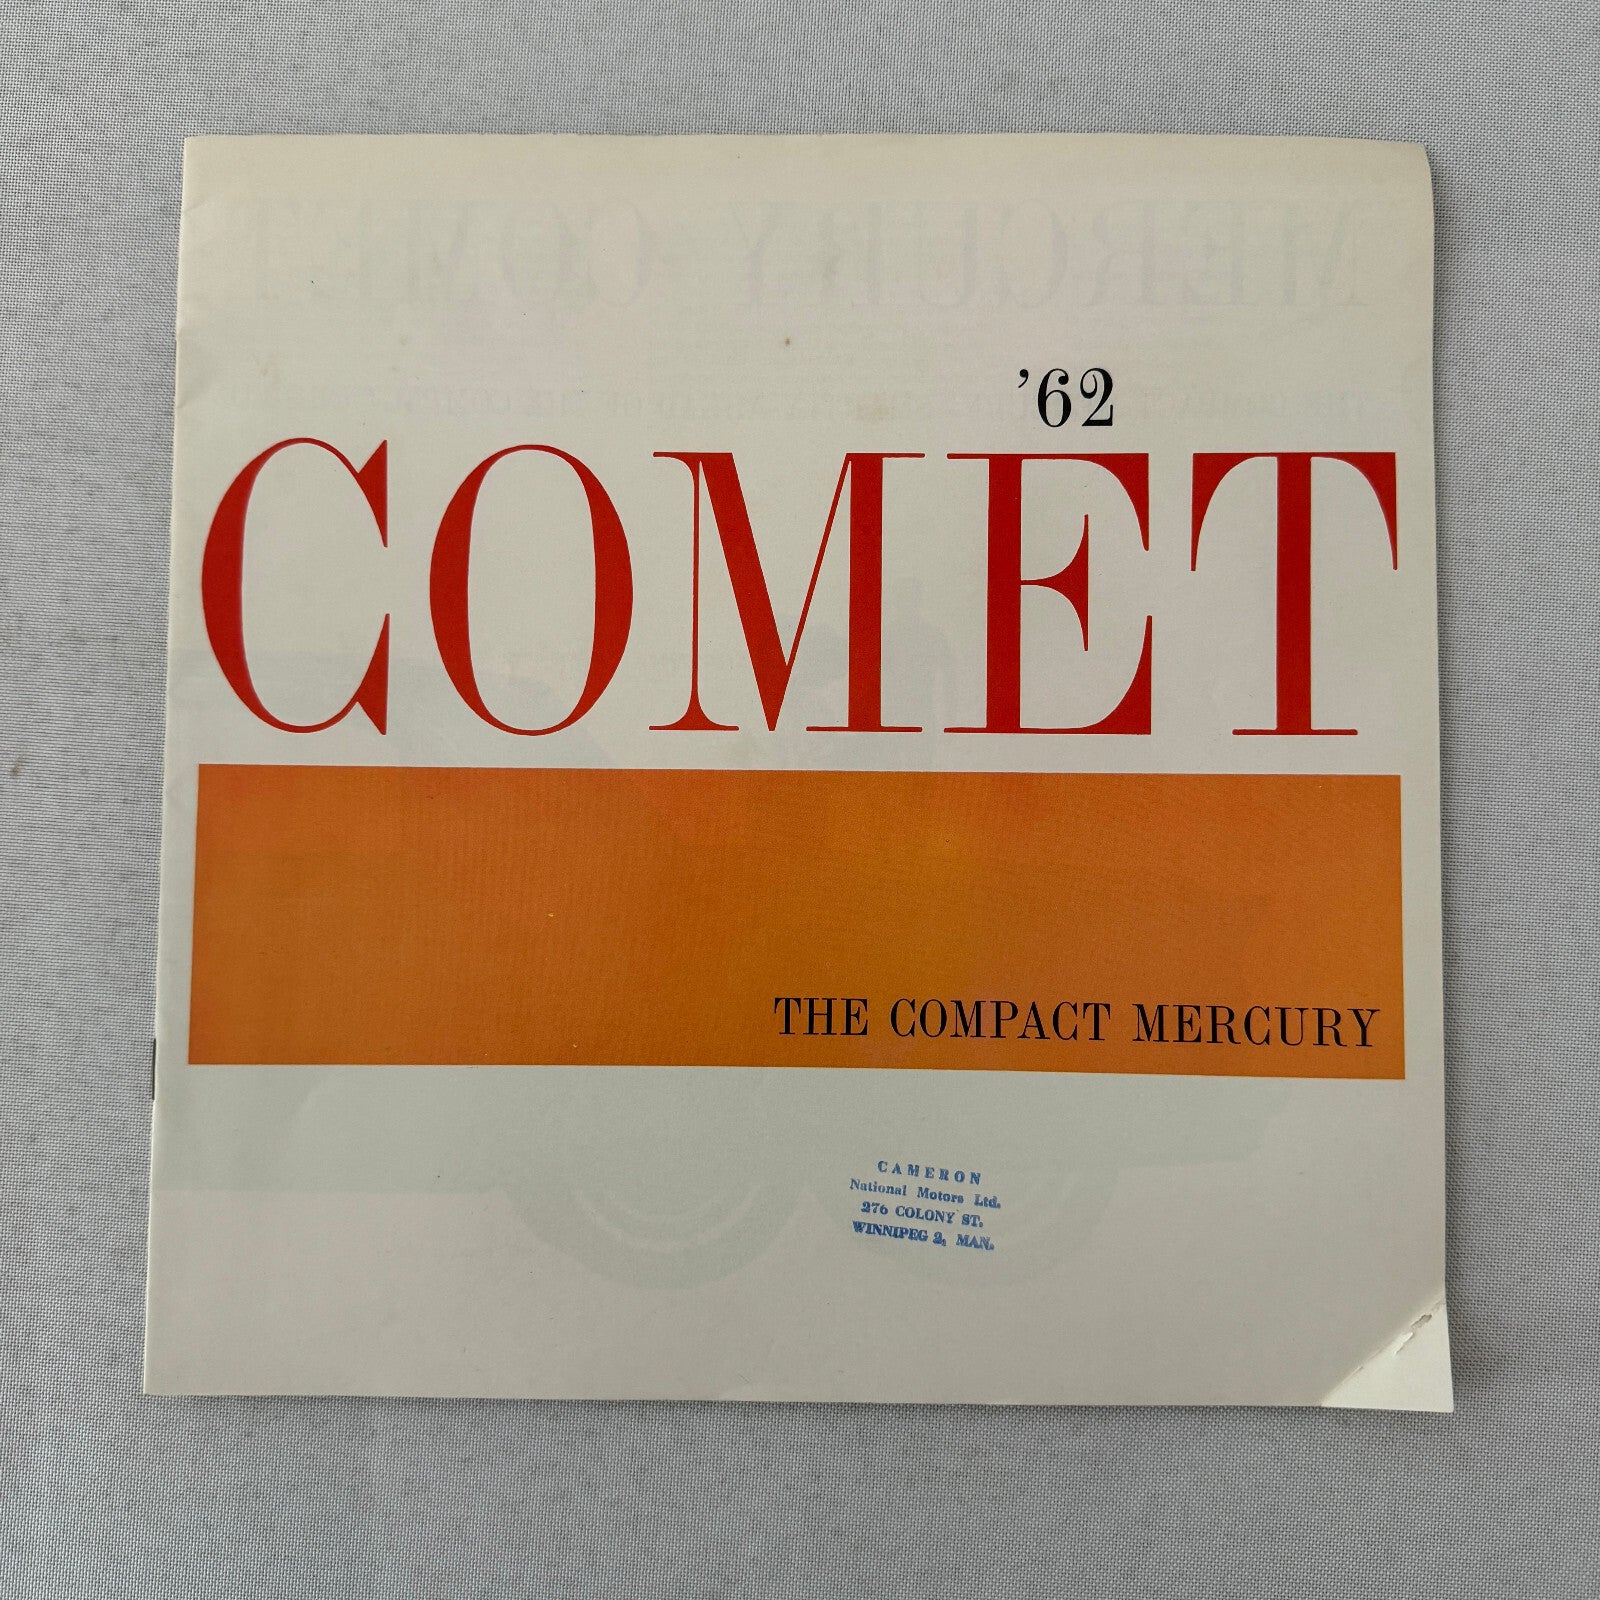 ’62
COMET
THE COMPACT MERCURY
CAMERON
National Motors Ltd.
276 COLONY ST.
WINNIPEG 2, MAN.